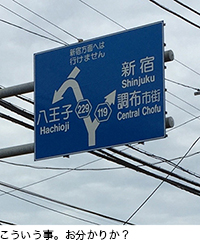 新宿方面へは
行けません
新宿
Shinjuku
八王子
Hachioji
229
119
調布市街
Central Chofu
こういう事。お分かりか？